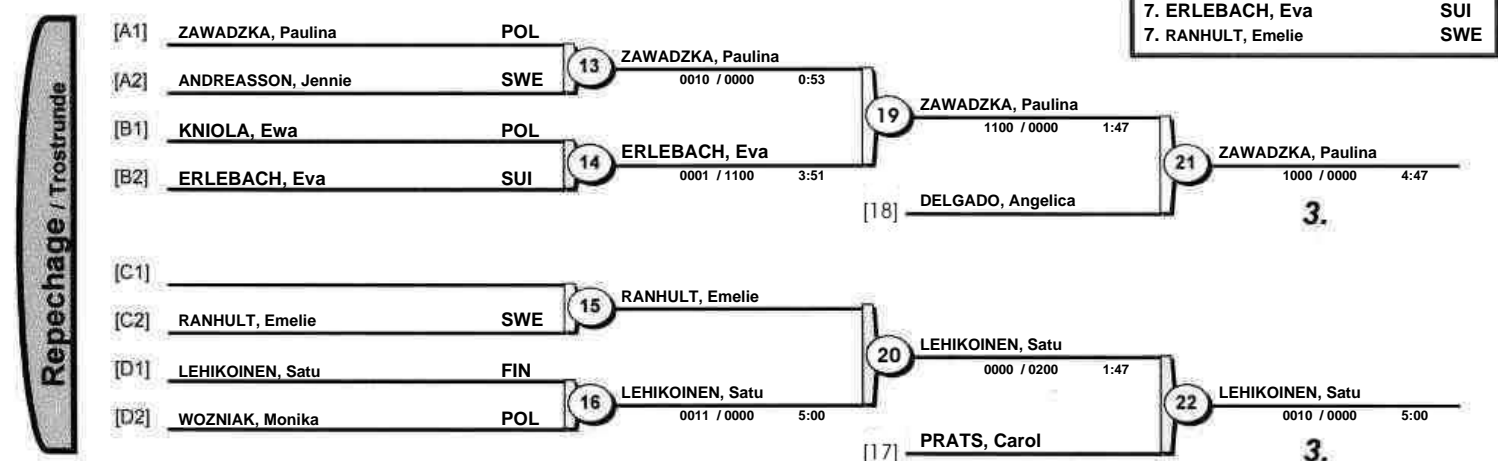 7. ERLEBACH, Eva SUI
7. RANHULT, Emelie SWE
Repechage / Trostrunde
[A1] ZAWADZKA, Paulina POL
[A2] ANDREASSON, Jennie SWE
13
ZAWADZKA, Paulina
0010 / 0000 0:53
[B1] KNIOLA, Ewa POL
[B2] ERLEBACH, Eva SUI
14
ERLEBACH, Eva
0001 / 1100 3:51
19
ZAWADZKA, Paulina
1100 / 0000 1:47
[18] DELGADO, Angelica
21
ZAWADZKA, Paulina
1000 / 0000 4:47
3.
[C1]
[C2] RANHULT, Emelie SWE
15
RANHULT, Emelie
[D1] LEHIKOINEN, Satu FIN
[D2] WOZNIAK, Monika POL
16
LEHIKOINEN, Satu
0011 / 0000 5:00
20
LEHIKOINEN, Satu
0000 / 0200 1:47
[17] PRATS, Carol
22
LEHIKOINEN, Satu
0010 / 0000 5:00
3.